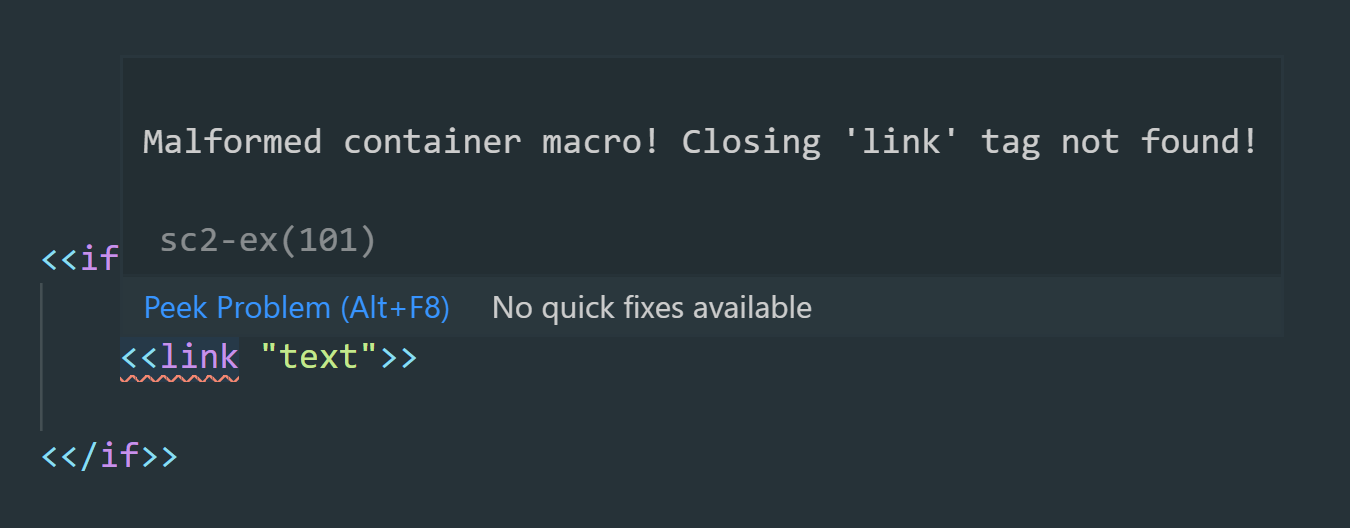 Malformed container macro! Closing 'link' tag not found!
sc2-ex(101)
<<if
Peek Problem (Alt+F8) No quick fixes available
<<link "text">>
<</if>>